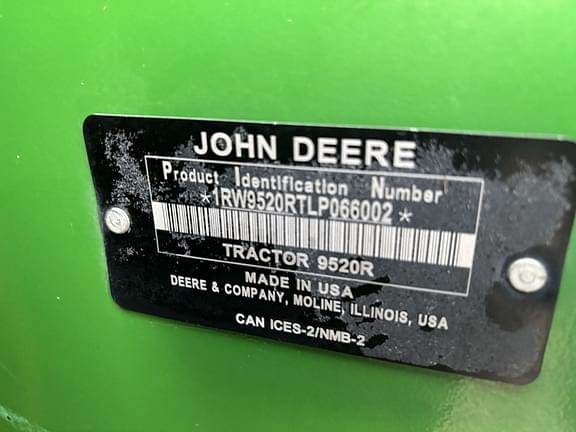 JOHN DEERE
Product Identification Number
*1RW9520RTLP066002*
TRACTOR 9520R
MADE IN USA
DEERE & COMPANY, MOLINE, ILLINOIS, USA
CAN ICES-2/NMB-2